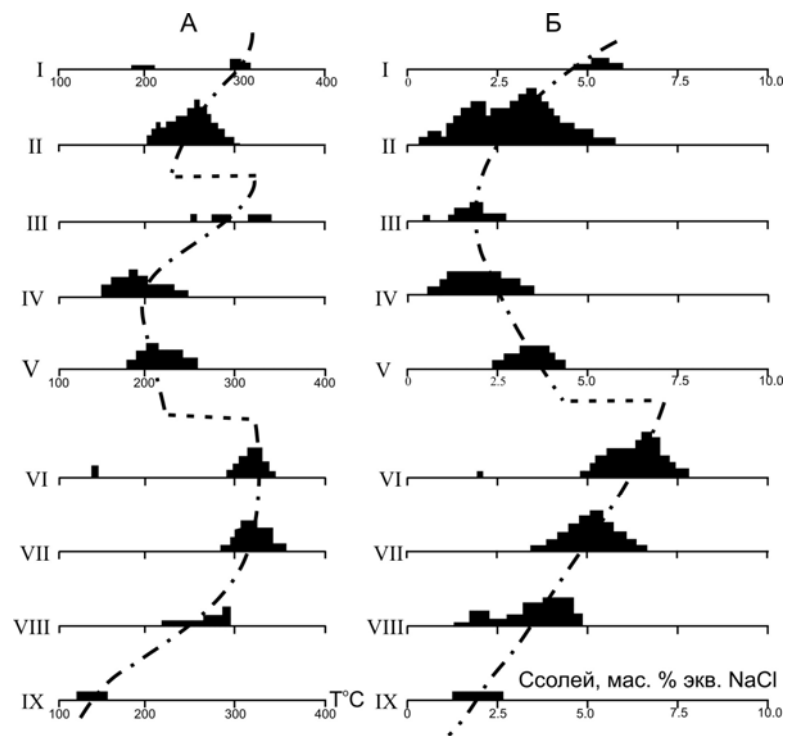 А Б
I 100 200 300 400 I 0 2.5 5.0 7.5 10.0
II II
III III
IV IV
V 100 200 300 400 V 0 2.5 5.0 7.5 10.0
VI VI
VII VII
VIII VIII
Ссолей, мас. % экв. NaCl
IX T°C IX
100 200 300 400 0 2.5 5.0 7.5 10.0